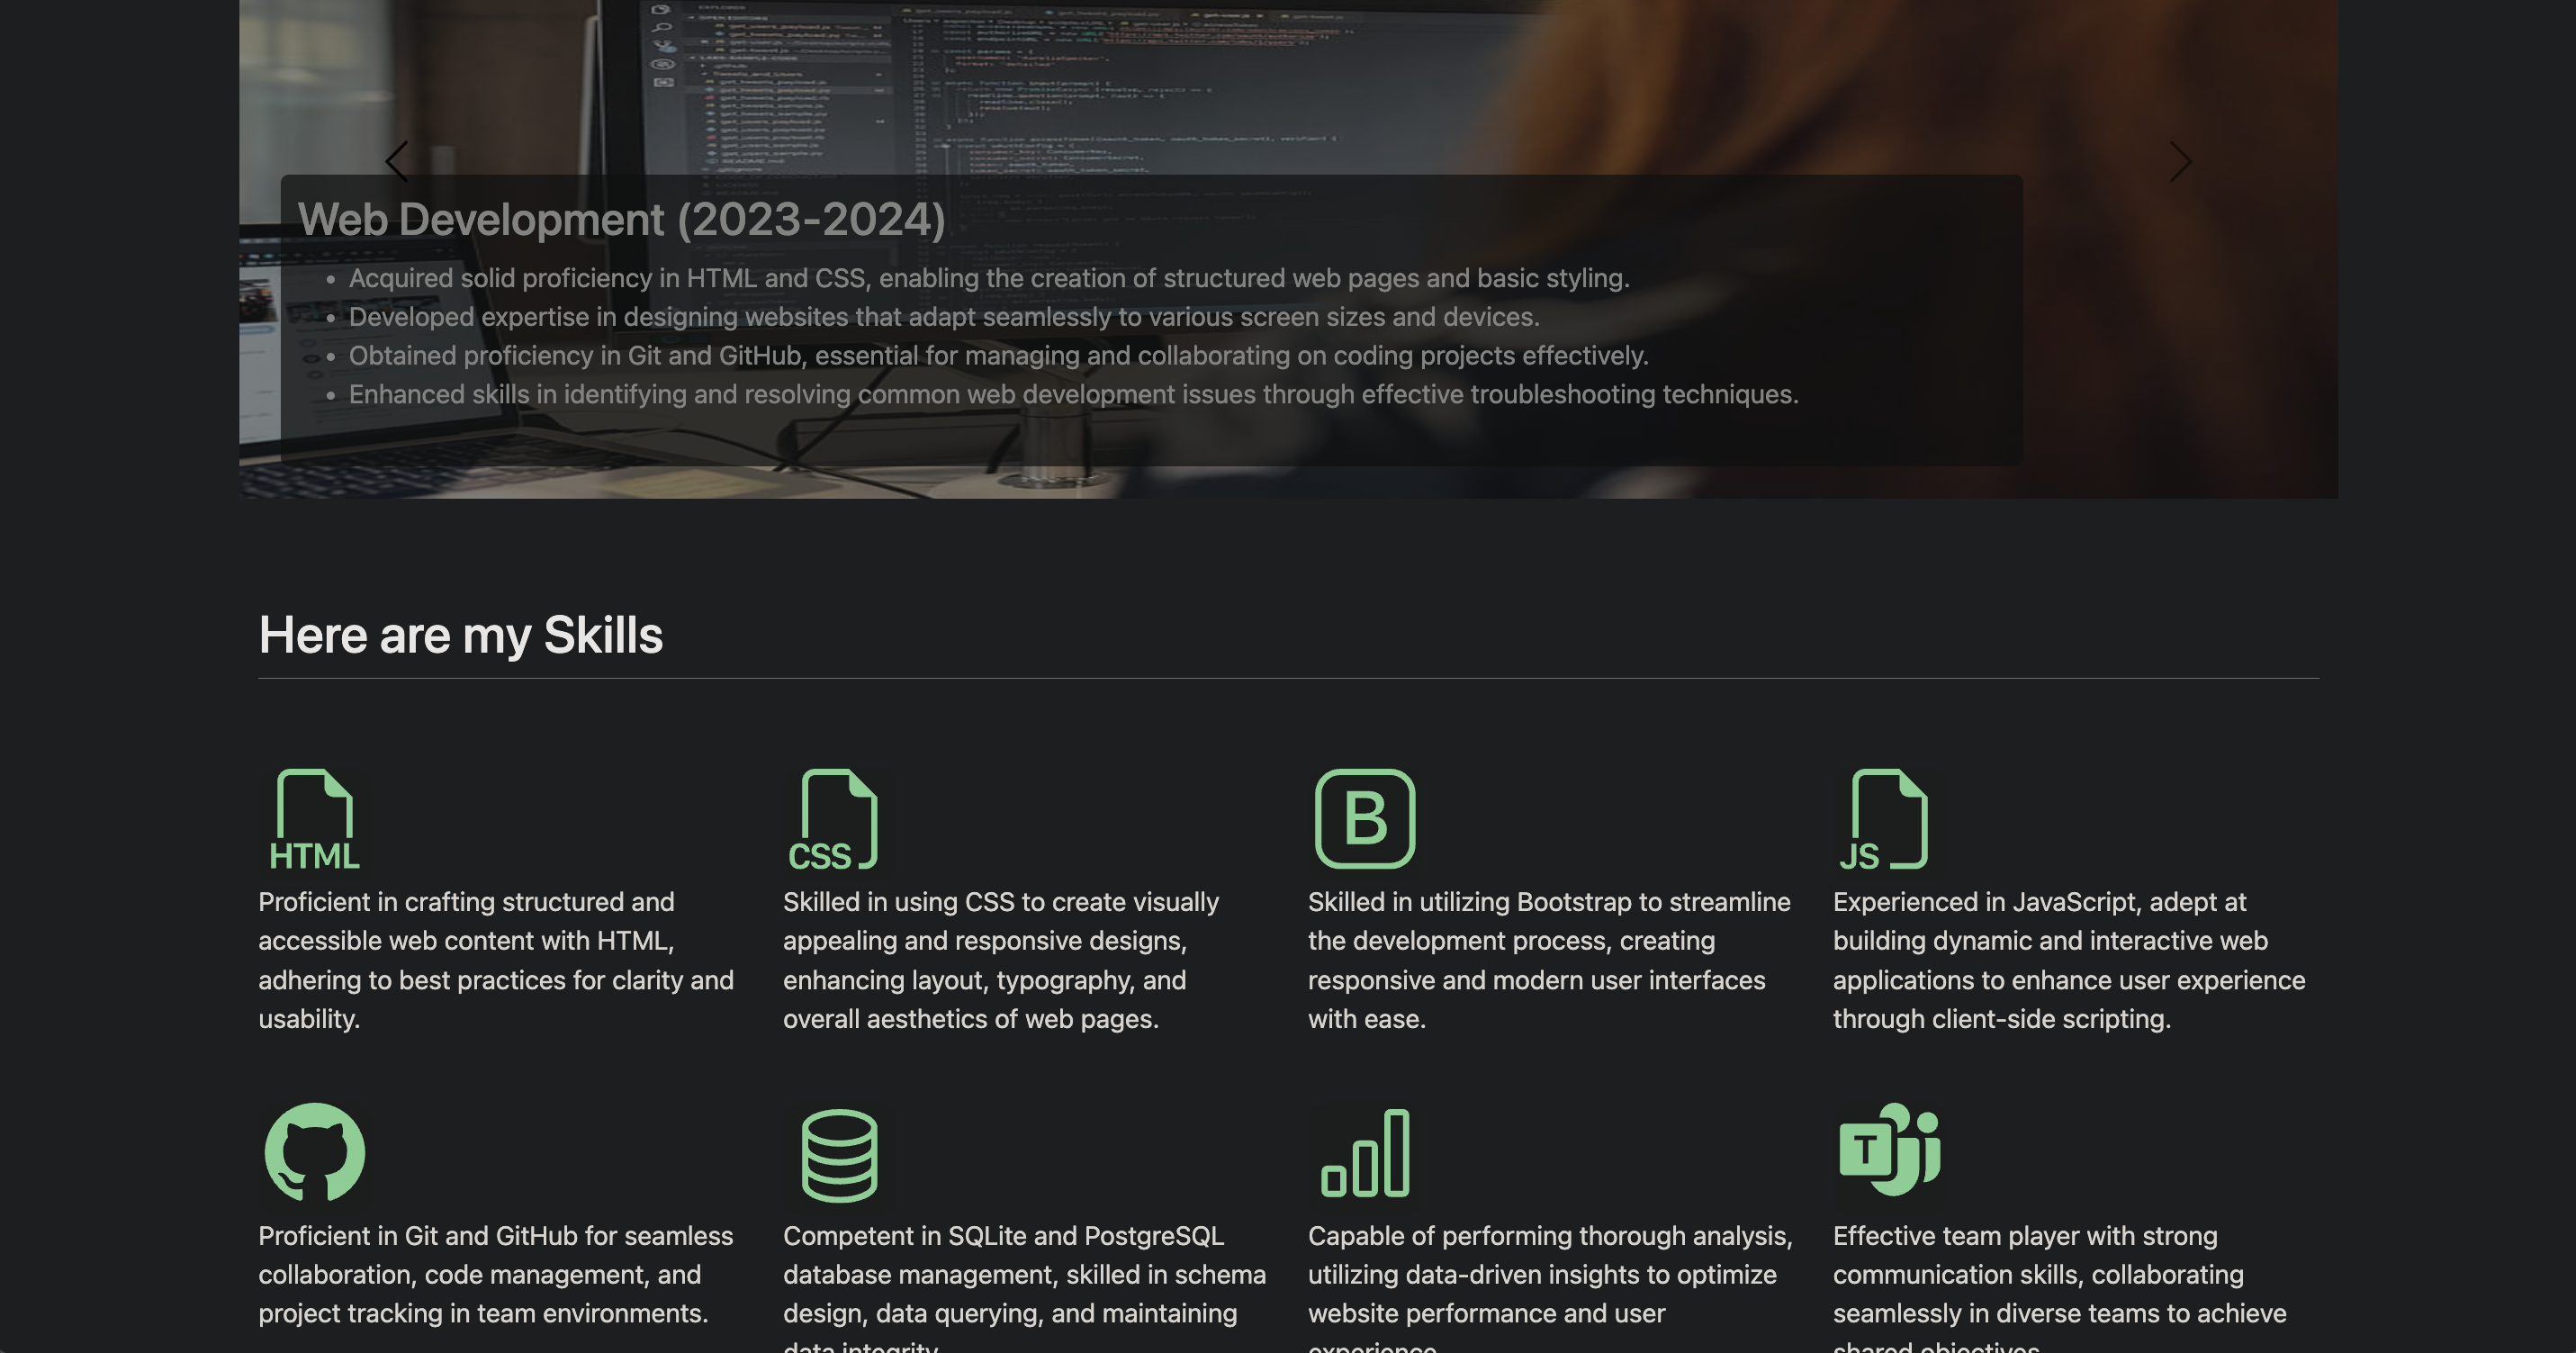 EXPLORER
OPEN EDITORS
Web Development (2023-2024)
• Acquired solid proficiency in HTML and CSS, enabling the creation of structured web pages and basic styling.
• Developed expertise in designing websites that adapt seamlessly to various screen sizes and devices.
• Obtained proficiency in Git and GitHub, essential for managing and collaborating on coding projects effectively.
• Enhanced skills in identifying and resolving common web development issues through effective troubleshooting techniques.
Here are my Skills
HTML
CSS
B
JS
Proficient in crafting structured and
accessible web content with HTML,
adhering to best practices for clarity and
usability.
Skilled in using CSS to create visually
appealing and responsive designs,
enhancing layout, typography, and
overall aesthetics of web pages.
Skilled in utilizing Bootstrap to streamline
the development process, creating
responsive and modern user interfaces
with ease.
Experienced in JavaScript, adept at
building dynamic and interactive web
applications to enhance user experience
through client-side scripting.
T
Proficient in Git and GitHub for seamless
collaboration, code management, and
project tracking in team environments.
Competent in SQLite and PostgreSQL
database management, skilled in schema
design, data querying, and maintaining
data integrity
Capable of performing thorough analysis,
utilizing data-driven insights to optimize
website performance and user
experience
Effective team player with strong
communication skills, collaborating
seamlessly in diverse teams to achieve
shared objectives